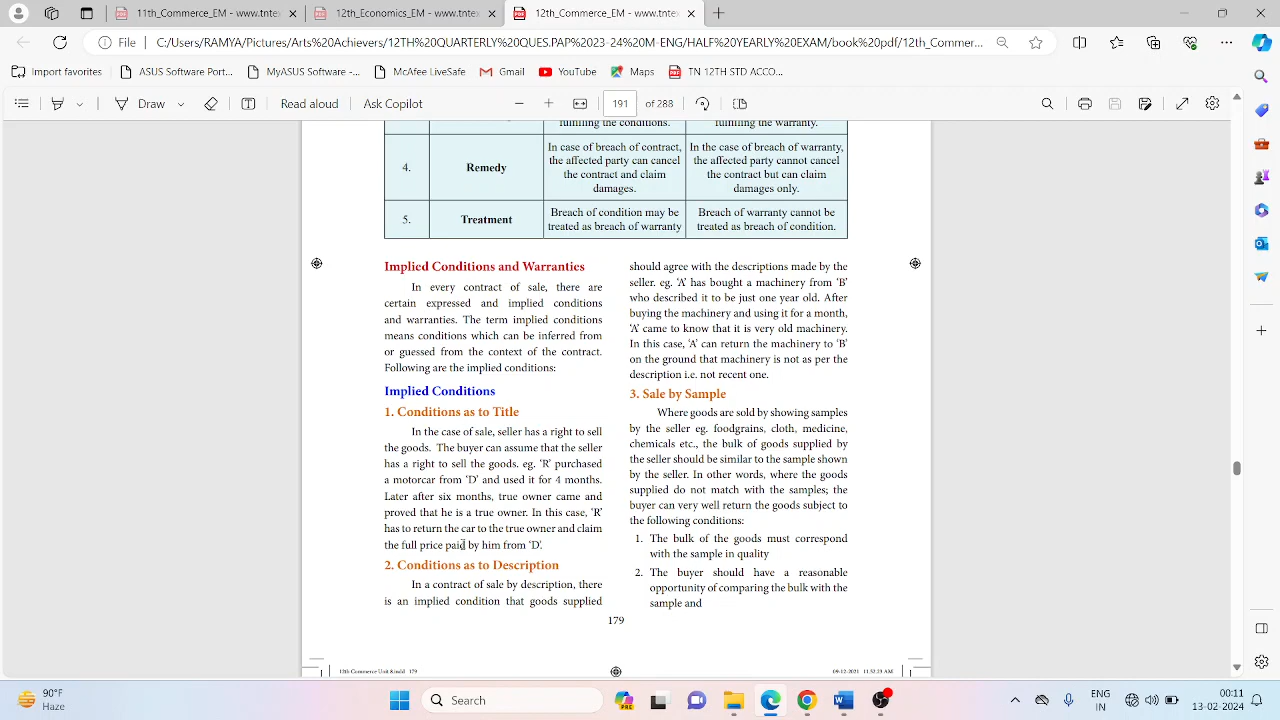 11th_Commerce_EM - www.tntex
12th_Economics_EM - www.tntex
12th_Commerce_EM - www.tntex
File
C:/Users/RAMYA/Pictures/Arts%20Achievers/12TH%20QUARTERLY%20QUES.PAP%2023-24%20M-ENG/HALF%20YEARLY%20EXAM/book%20pdf/12th_Commer...
Import favorites
ASUS Software Port...
MyASUS Software -...
McAfee LiveSafe
Gmail
YouTube
Maps
TN 12TH STD ACCO...
Draw
Read aloud
Ask Copilot
191 of 288
fulfilling the conditions.
fulfilling the warranty.
4.
Remedy
In case of breach of contract,
the affected party can cancel
the contract and claim
damages.
In the case of breach of warranty,
the affected party cannot cancel
the contract but can claim
damages only.
5.
Treatment
Breach of condition may be
treated as breach of warranty
Breach of warranty cannot be
treated as breach of condition.
Implied Conditions and Warranties
In every contract of sale, there are
certain expressed and implied conditions
and warranties. The term implied conditions
means conditions which can be inferred from
or guessed from the context of the contract.
Following are the implied conditions:
Implied Conditions
1. Conditions as to Title
In the case of sale, seller has a right to sell
the goods. The buyer can assume that the seller
has a right to sell the goods. eg. ‘R’ purchased
a motorcar from ‘D’ and used it for 4 months.
Later after six months, true owner came and
proved that he is a true owner. In this case, ‘R’
has to return the car to the true owner and claim
the full price paid by him from ‘D’.
2. Conditions as to Description
In a contract of sale by description, there
is an implied condition that goods supplied
should agree with the descriptions made by the
seller. eg. ‘A’ has bought a machinery from ‘B’
who described it to be just one year old. After
buying the machinery and using it for a month,
‘A’ came to know that it is very old machinery.
In this case, ‘A’ can return the machinery to ‘B’
on the ground that machinery is not as per the
description i.e. not recent one.
3. Sale by Sample
Where goods are sold by showing samples
by the seller eg. foodgrains, cloth, medicine,
chemicals etc., the bulk of goods supplied by
the seller should be similar to the sample shown
by the seller. In other words, where the goods
supplied do not match with the samples; the
buyer can very well return the goods subject to
the following conditions:
1. The bulk of the goods must correspond
with the sample in quality
2. The buyer should have a reasonable
opportunity of comparing the bulk with the
sample and
179
12th Commerce Unit 8.indd 179
09-12-2021 11:52:23 AM
90°F
Haze
Search
PRE
ENG
IN
00:11
13-02-2024